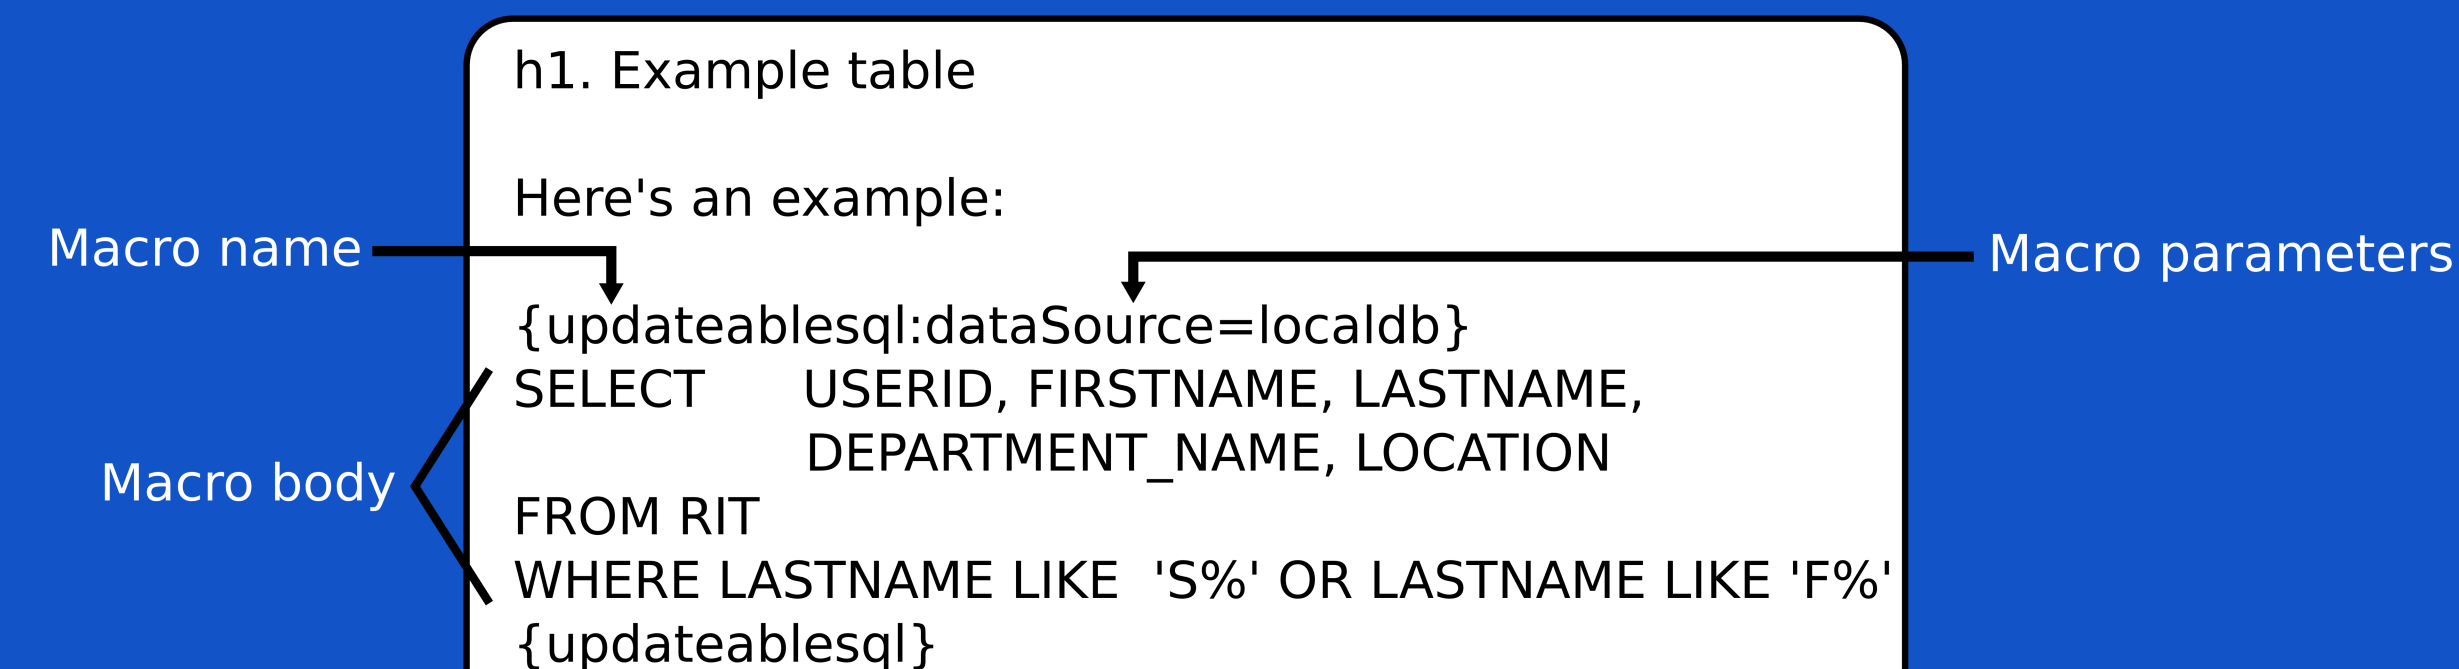 h1. Example table
Here's an example:
Macro name
Macro parameters
{updateablesql:dataSource=localdb}
SELECT USERID, FIRSTNAME, LASTNAME,
DEPARTMENT_NAME, LOCATION
Macro body
FROM RIT
WHERE LASTNAME LIKE 'S%' OR LASTNAME LIKE 'F%'
{updateablesql}